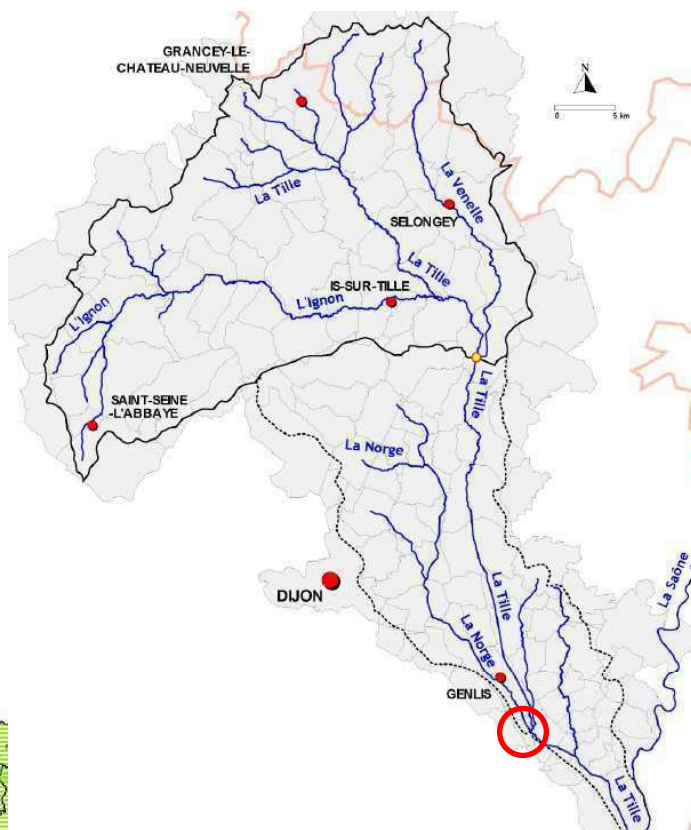 GRANCEY-LE-
CHATEAU-NEUVELLE
N
0 5 km
La Tille
La Venelle
SELONGEY
La Tille
IS-SUR-TILLE
L'Ignon
L'Ignon
La Tille
SAINT-SEINE
-L'ABBAYE
La Norge
La Saône
La Tille
DIJON
La Norge
GENLIS
La Tille